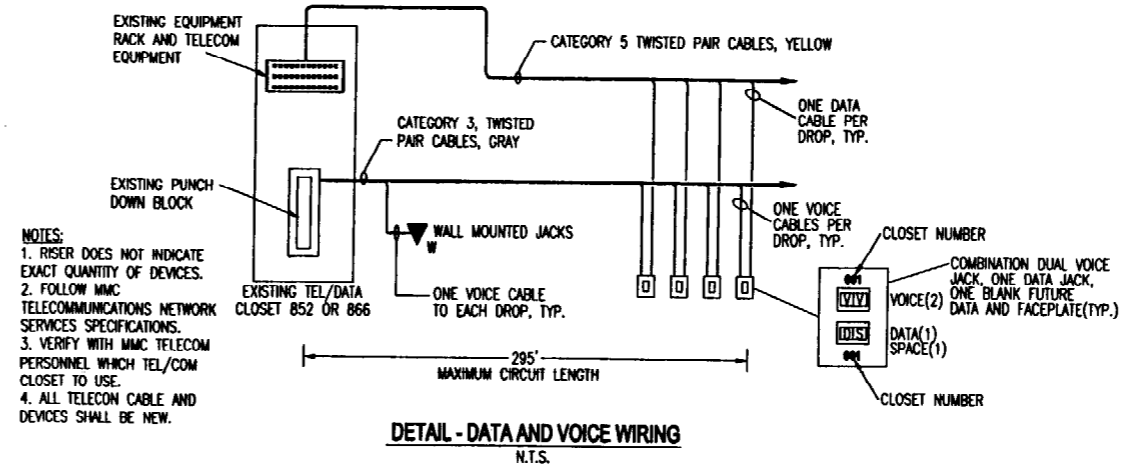 EXISTING EQUIPMENT
RACK AND TELECOM
EQUIPMENT
CATEGORY 5 TWISTED PAIR CABLES, YELLOW
ONE DATA
CABLE PER
DROP, TYP.
CATEGORY 3, TWISTED
PAIR CABLES, GRAY
EXISTING PUNCH
DOWN BLOCK
WALL MOUNTED JACKS
W
ONE VOICE
CABLES PER
DROP, TYP.
ONE VOICE CABLE
TO EACH DROP, TYP.
EXISTING TEL/DATA
CLOSET 852 OR 866
NOTES:
1. RISER DOES NOT INDICATE
EXACT QUANTITY OF DEVICES.
2. FOLLOW MMC
TELECOMMUNICATIONS NETWORK
SERVICES SPECIFICATIONS.
3. VERIFY WITH MMC TELECOM
PERSONNEL WHICH TEL/COM
CLOSET TO USE.
4. ALL TELECON CABLE AND
DEVICES SHALL BE NEW.
CLOSET NUMBER
COMBINATION DUAL VOICE
JACK, ONE DATA JACK,
ONE BLANK FUTURE
DATA AND FACEPLATE(TYP.)
V V
VOICE(2)
D S
DATA(1)
SPACE(1)
CLOSET NUMBER
295'
MAXIMUM CIRCUIT LENGTH
DETAIL - DATA AND VOICE WIRING
N.T.S.